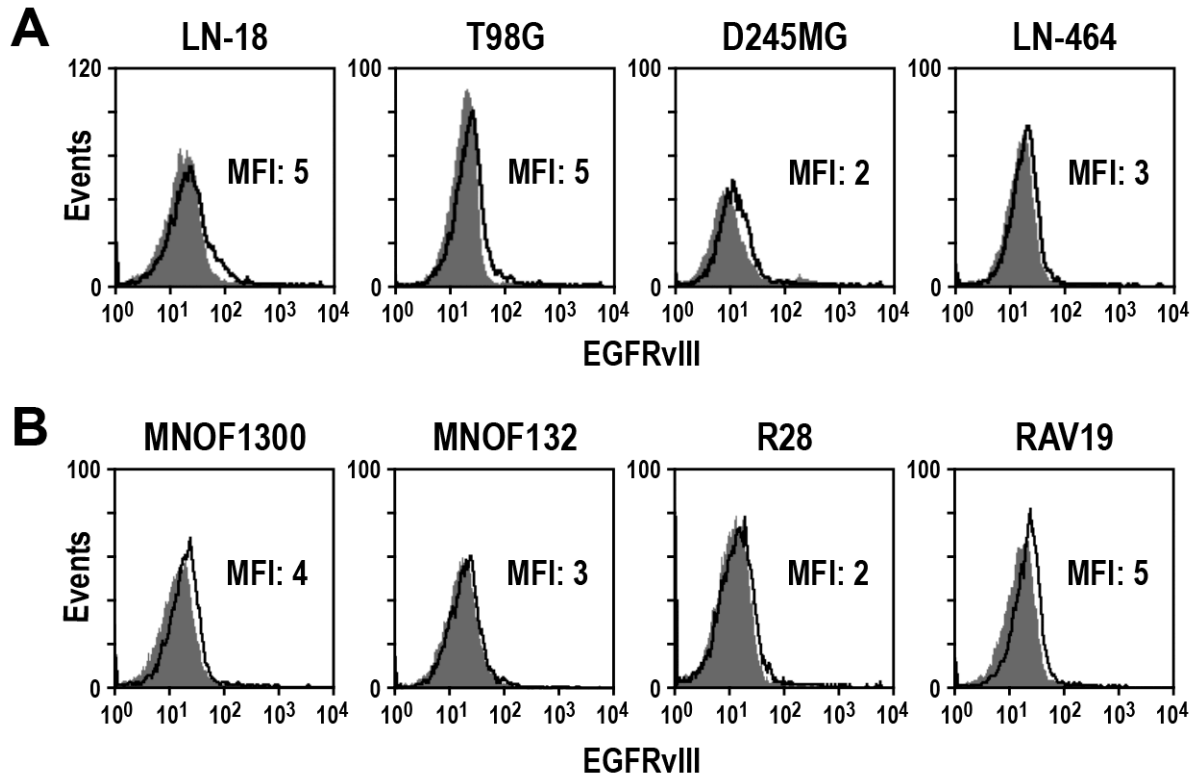 A
LN-18 T98G D245MG LN-464
120 100 100 100
Events
MFI: 5 MFI: 5 MFI: 2 MFI: 3
0 0 0 0
10⁰ 10¹ 10² 10³ 10⁴ 10⁰ 10¹ 10² 10³ 10⁴ 10⁰ 10¹ 10² 10³ 10⁴ 10⁰ 10¹ 10² 10³ 10⁴
EGFRvIII
B
MNOF1300 MNOF132 R28 RAV19
100 100 100 100
Events
MFI: 4 MFI: 3 MFI: 2 MFI: 5
0 0 0 0
10⁰ 10¹ 10² 10³ 10⁴ 10⁰ 10¹ 10² 10³ 10⁴ 10⁰ 10¹ 10² 10³ 10⁴ 10⁰ 10¹ 10² 10³ 10⁴
EGFRvIII